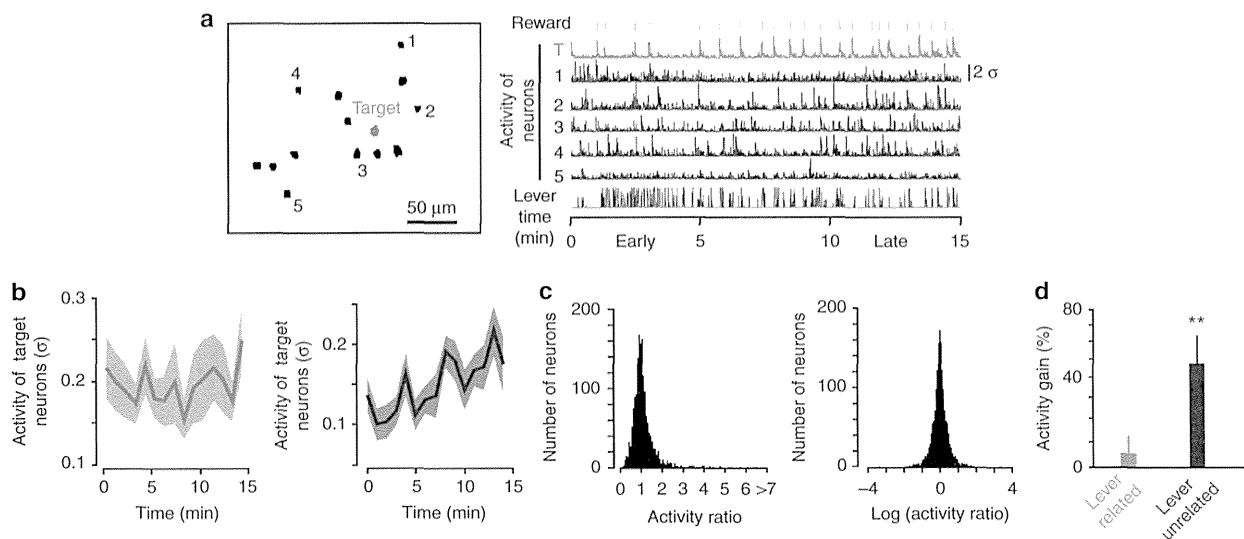 a
1
4
Target
2
3
5
50 μm
Reward
Activity of
neurons
T
1
2
3
4
5
2 σ
Lever
time
(min)
0 Early 5 10 Late 15
b
Activity of target
neurons (σ)
0.3
0.2
0.1
0 5 10 15
Time (min)
Activity of target
neurons (σ)
0.2
0.1
0 5 10 15
Time (min)
c
Number of neurons
200
100
0
0 1 2 3 4 5 6 >7
Activity ratio
Number of neurons
200
100
0
−4 0 4
Log (activity ratio)
d
Activity gain (%)
80
40
0
**
Lever
related
Lever
unrelated